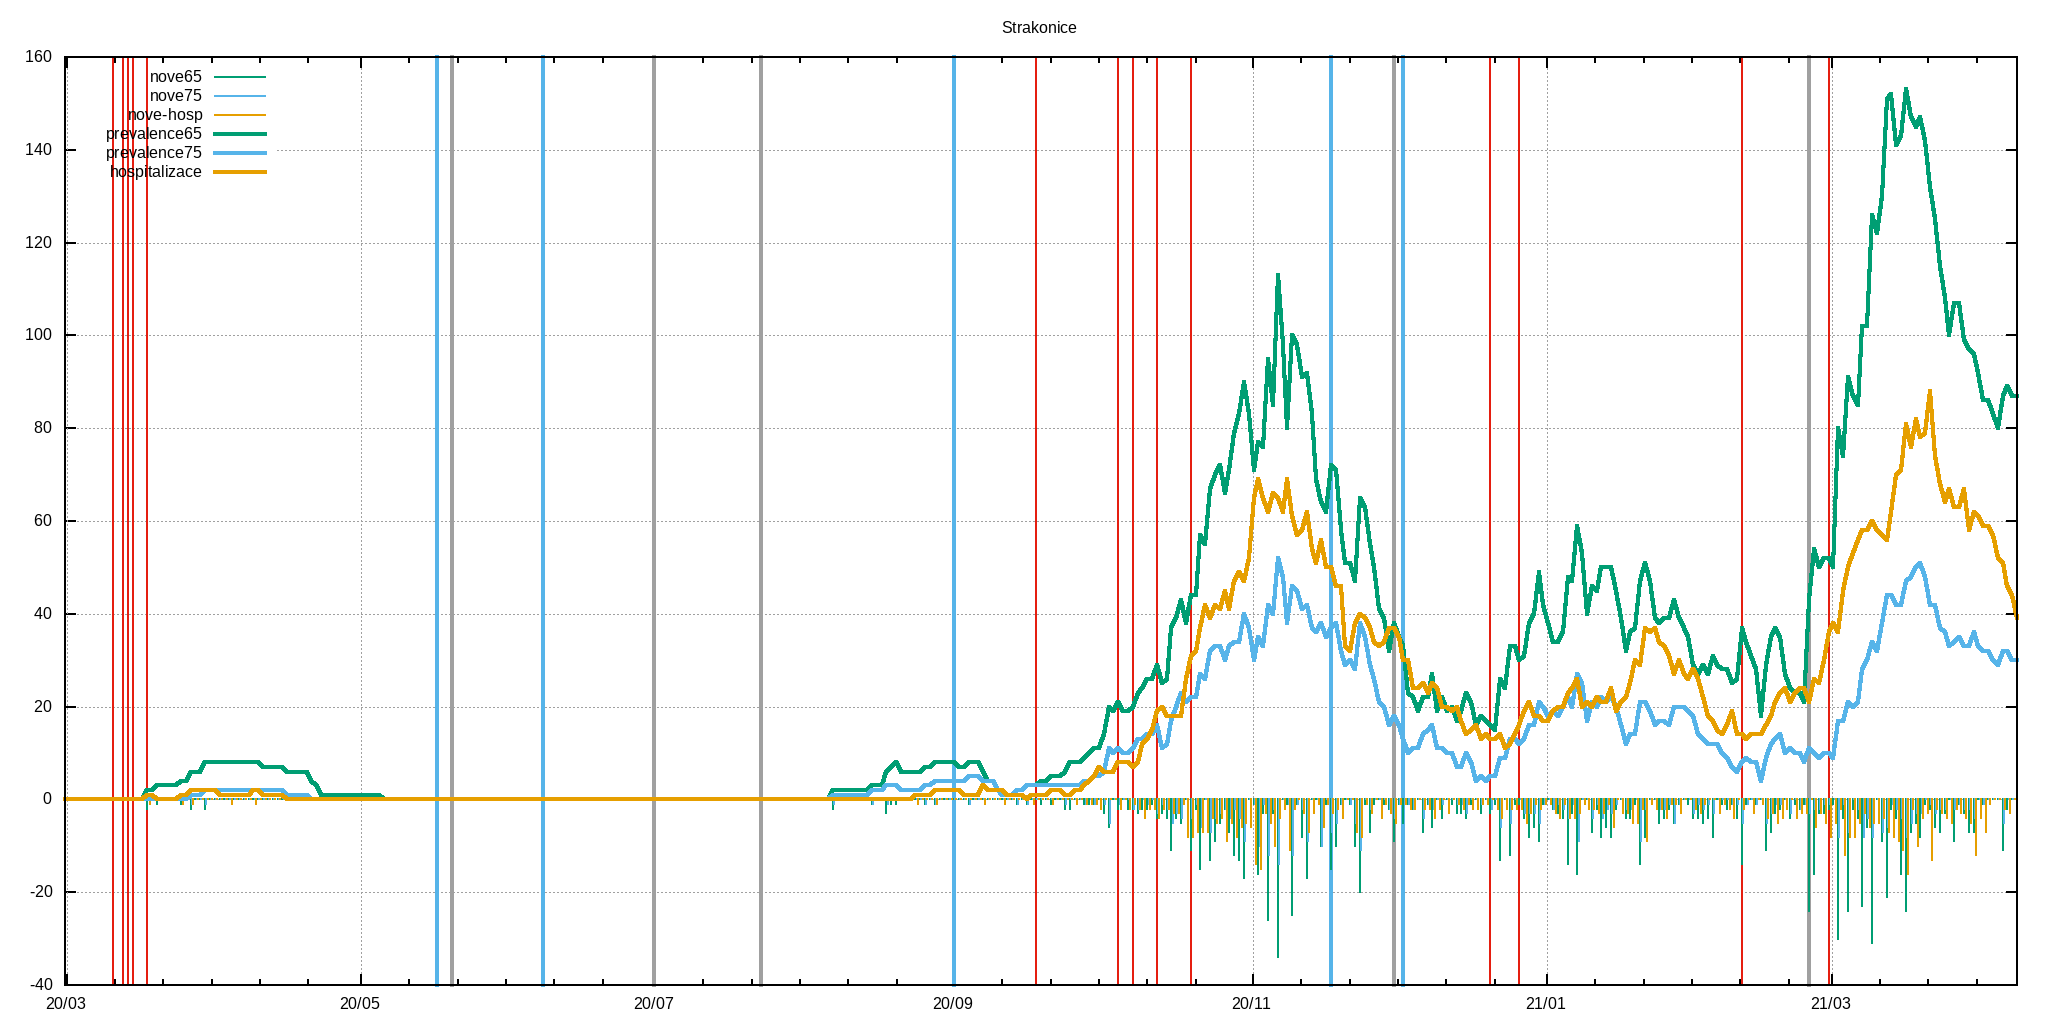 Strakonice
160
nove65
nove75
nove-hosp
prevalence65
prevalence75
hospitalizace
140
120
100
80
60
40
20
0
-20
-40
20/03 20/05 20/07 20/09 20/11 21/01 21/03